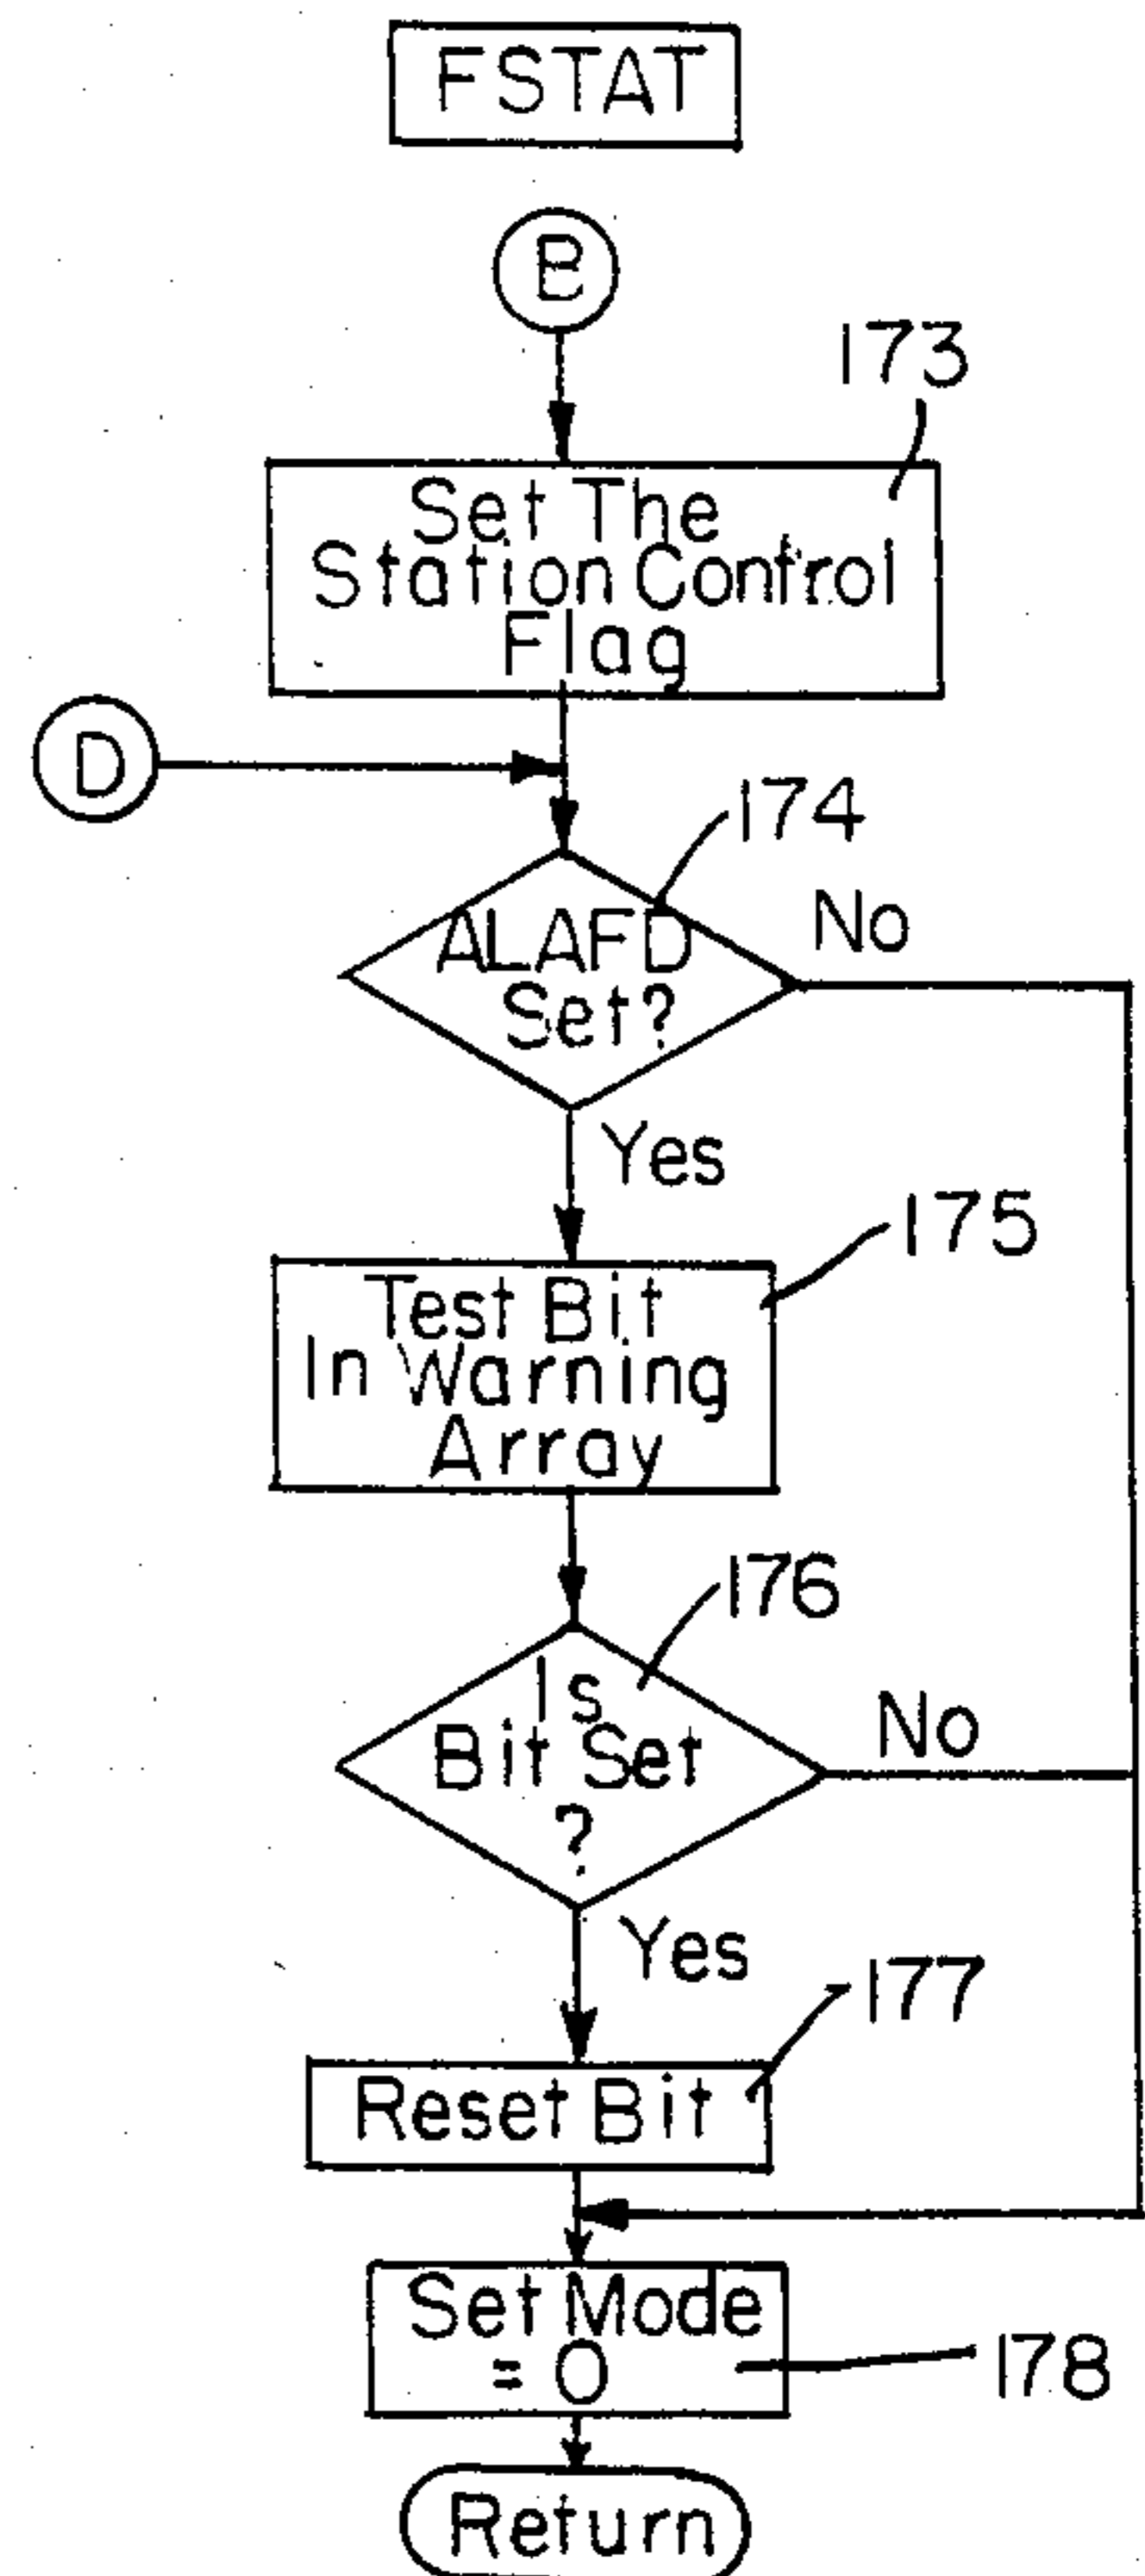 FSTAT
B
173
Set The
Station Control
Flag
D
174
ALAFD
Set?
No
Yes
175
Test Bit
In Warning
Array
176
Is
Bit Set
?
No
Yes
177
Reset Bit
Set Mode
= 0
178
Return